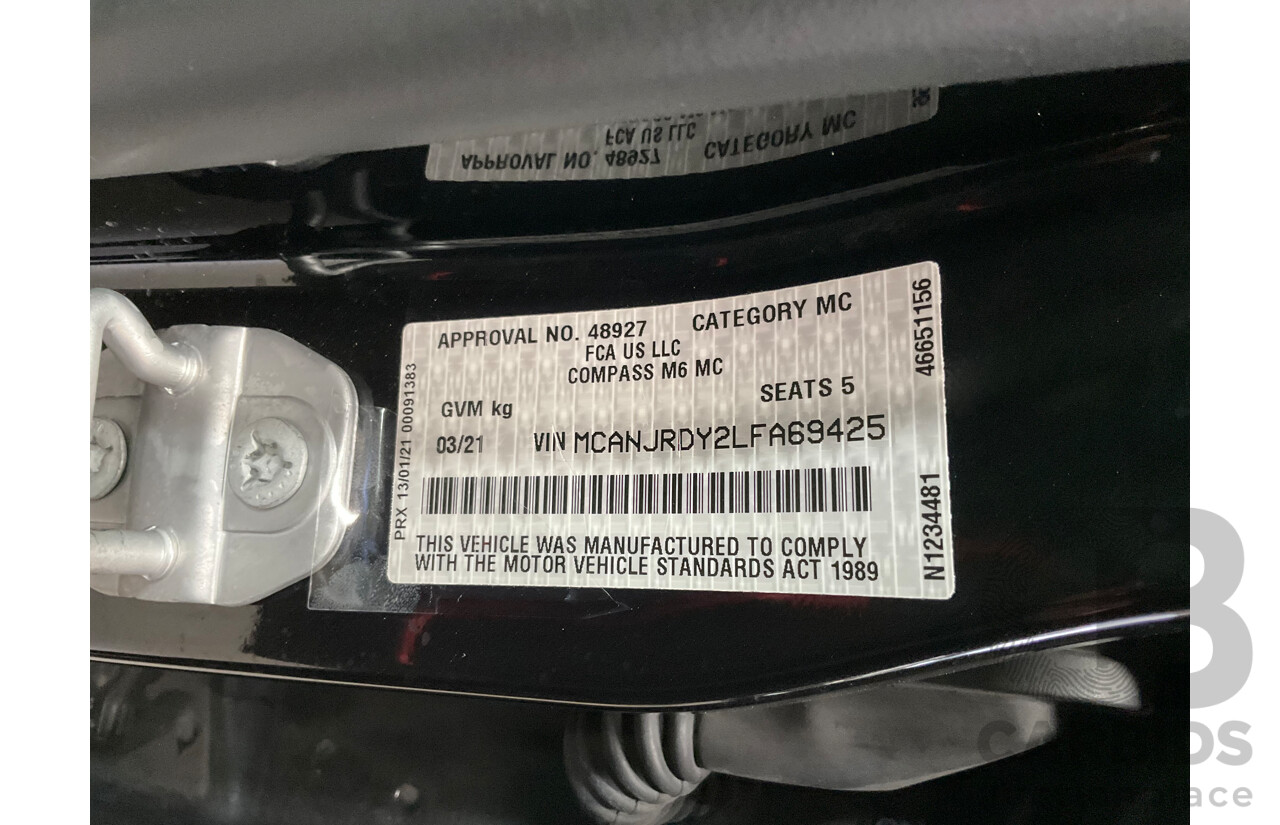 APPROVAL NO. 48927 CATEGORY MC
FCA US LLC
COMPASS M6 MC
GVM kg SEATS 5
03/21 VIN MCANJRDY2LFA69425
THIS VEHICLE WAS MANUFACTURED TO COMPLY
WITH THE MOTOR VEHICLE STANDARDS ACT 1989
PRX 13/01/21 00091383
46651156
N1234481
FCA US LLC
APPROVAL NO. 48927 CATEGORY MC